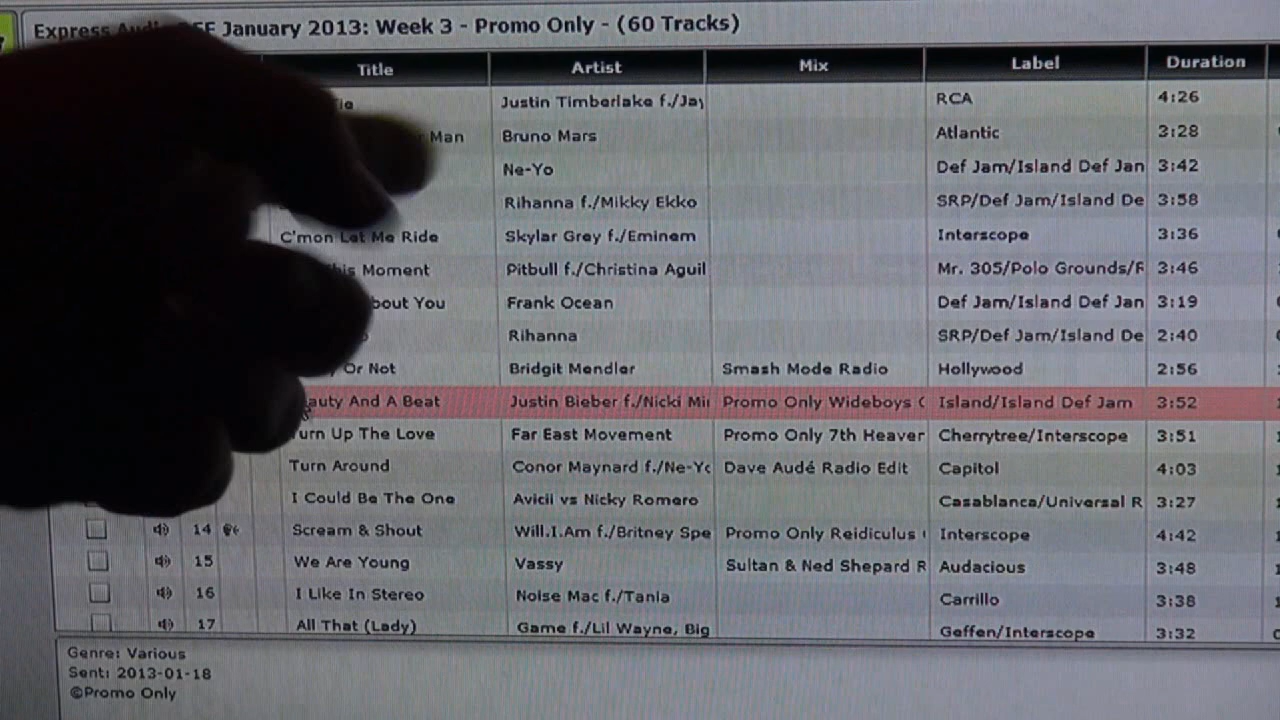 Express January 2013: Week 3 - Promo Only - (60 Tracks)
Title Artist Mix Label Duration
Justin Timberlake f./Jay RCA 4:26
Man Bruno Mars Atlantic 3:28
Ne-Yo Def Jam/Island Def Jan 3:42
Rihanna f./Mikky Ekko SRP/Def Jam/Island De 3:58
C'mon Let Me Ride Skylar Grey f./Eminem Interscope 3:36
This Moment Pitbull f./Christina Aguil Mr. 305/Polo Grounds/F 3:46
bout You Frank Ocean Def Jam/Island Def Jan 3:19
Rihanna SRP/Def Jam/Island De 2:40
Or Not Bridgit Mendler Smash Mode Radio Hollywood 2:56
auty And A Beat Justin Bieber f./Nicki Mi Promo Only Wideboys Island/Island Def Jam 3:52
Turn Up The Love Far East Movement Promo Only 7th Heaver Cherrytree/Interscope 3:51
Turn Around Conor Maynard f./Ne-Yo Dave Audé Radio Edit Capitol 4:03
I Could Be The One Avicii vs Nicky Romero Casablanca/Universal R 3:27
14 Scream & Shout Will.I.Am f./Britney Spe Promo Only Reidiculus Interscope 4:42
15 We Are Young Vassy Sultan & Ned Shepard R Audacious 3:48
16 I Like In Stereo Noise Mac f./Tania Carrillo 3:38
17 All That (Lady) Game f./Lil Wayne, Big Geffen/Interscope 3:32
Genre: Various
Sent: 2013-01-18
©Promo Only